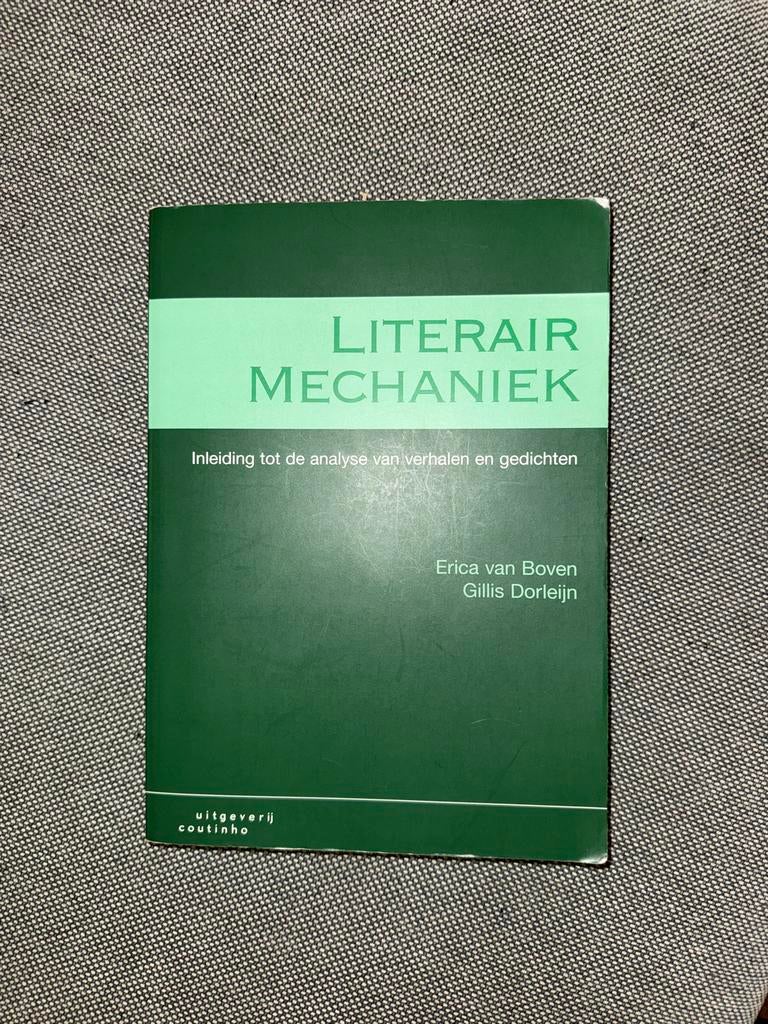 LITERAIR
MECHANIEK
Inleiding tot de analyse van verhalen en gedichten
Erica van Boven
Gillis Dorleijn
uitgeverij
coutinho